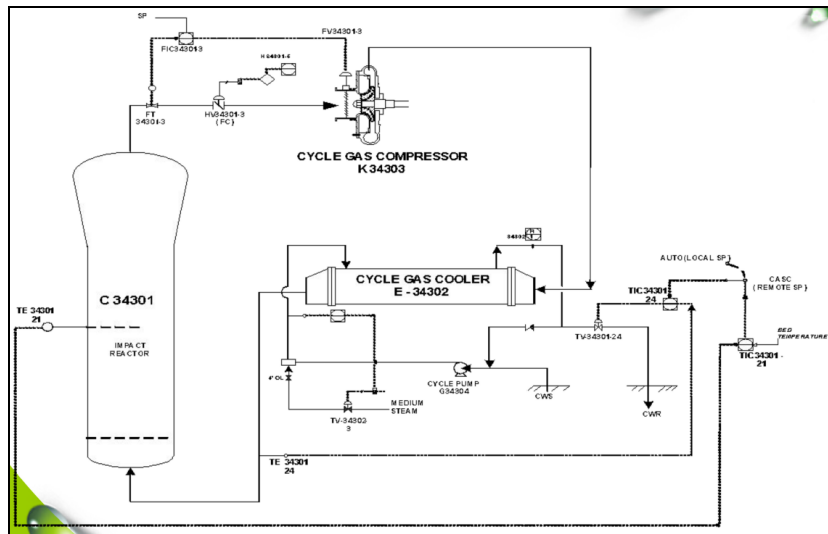 SP
FIC34301-3
FV34301-3
FT
34301-3
HV34301-3
(FC)
CYCLE GAS COMPRESSOR
K34303
C 34301
IMPACT
REACTOR
TE 34301
21
CYCLE GAS COOLER
E - 34302
AUTO(LOCAL SP)
CASC
(REMOTE SP)
TIC34301
24
BED
TEMPERATURE
TIC34301 -
21
TV-34301-24
CYCLE PUMP
G34304
CWS
CWR
MEDIUM
STEAM
TV-34302
3
TE 34301
24